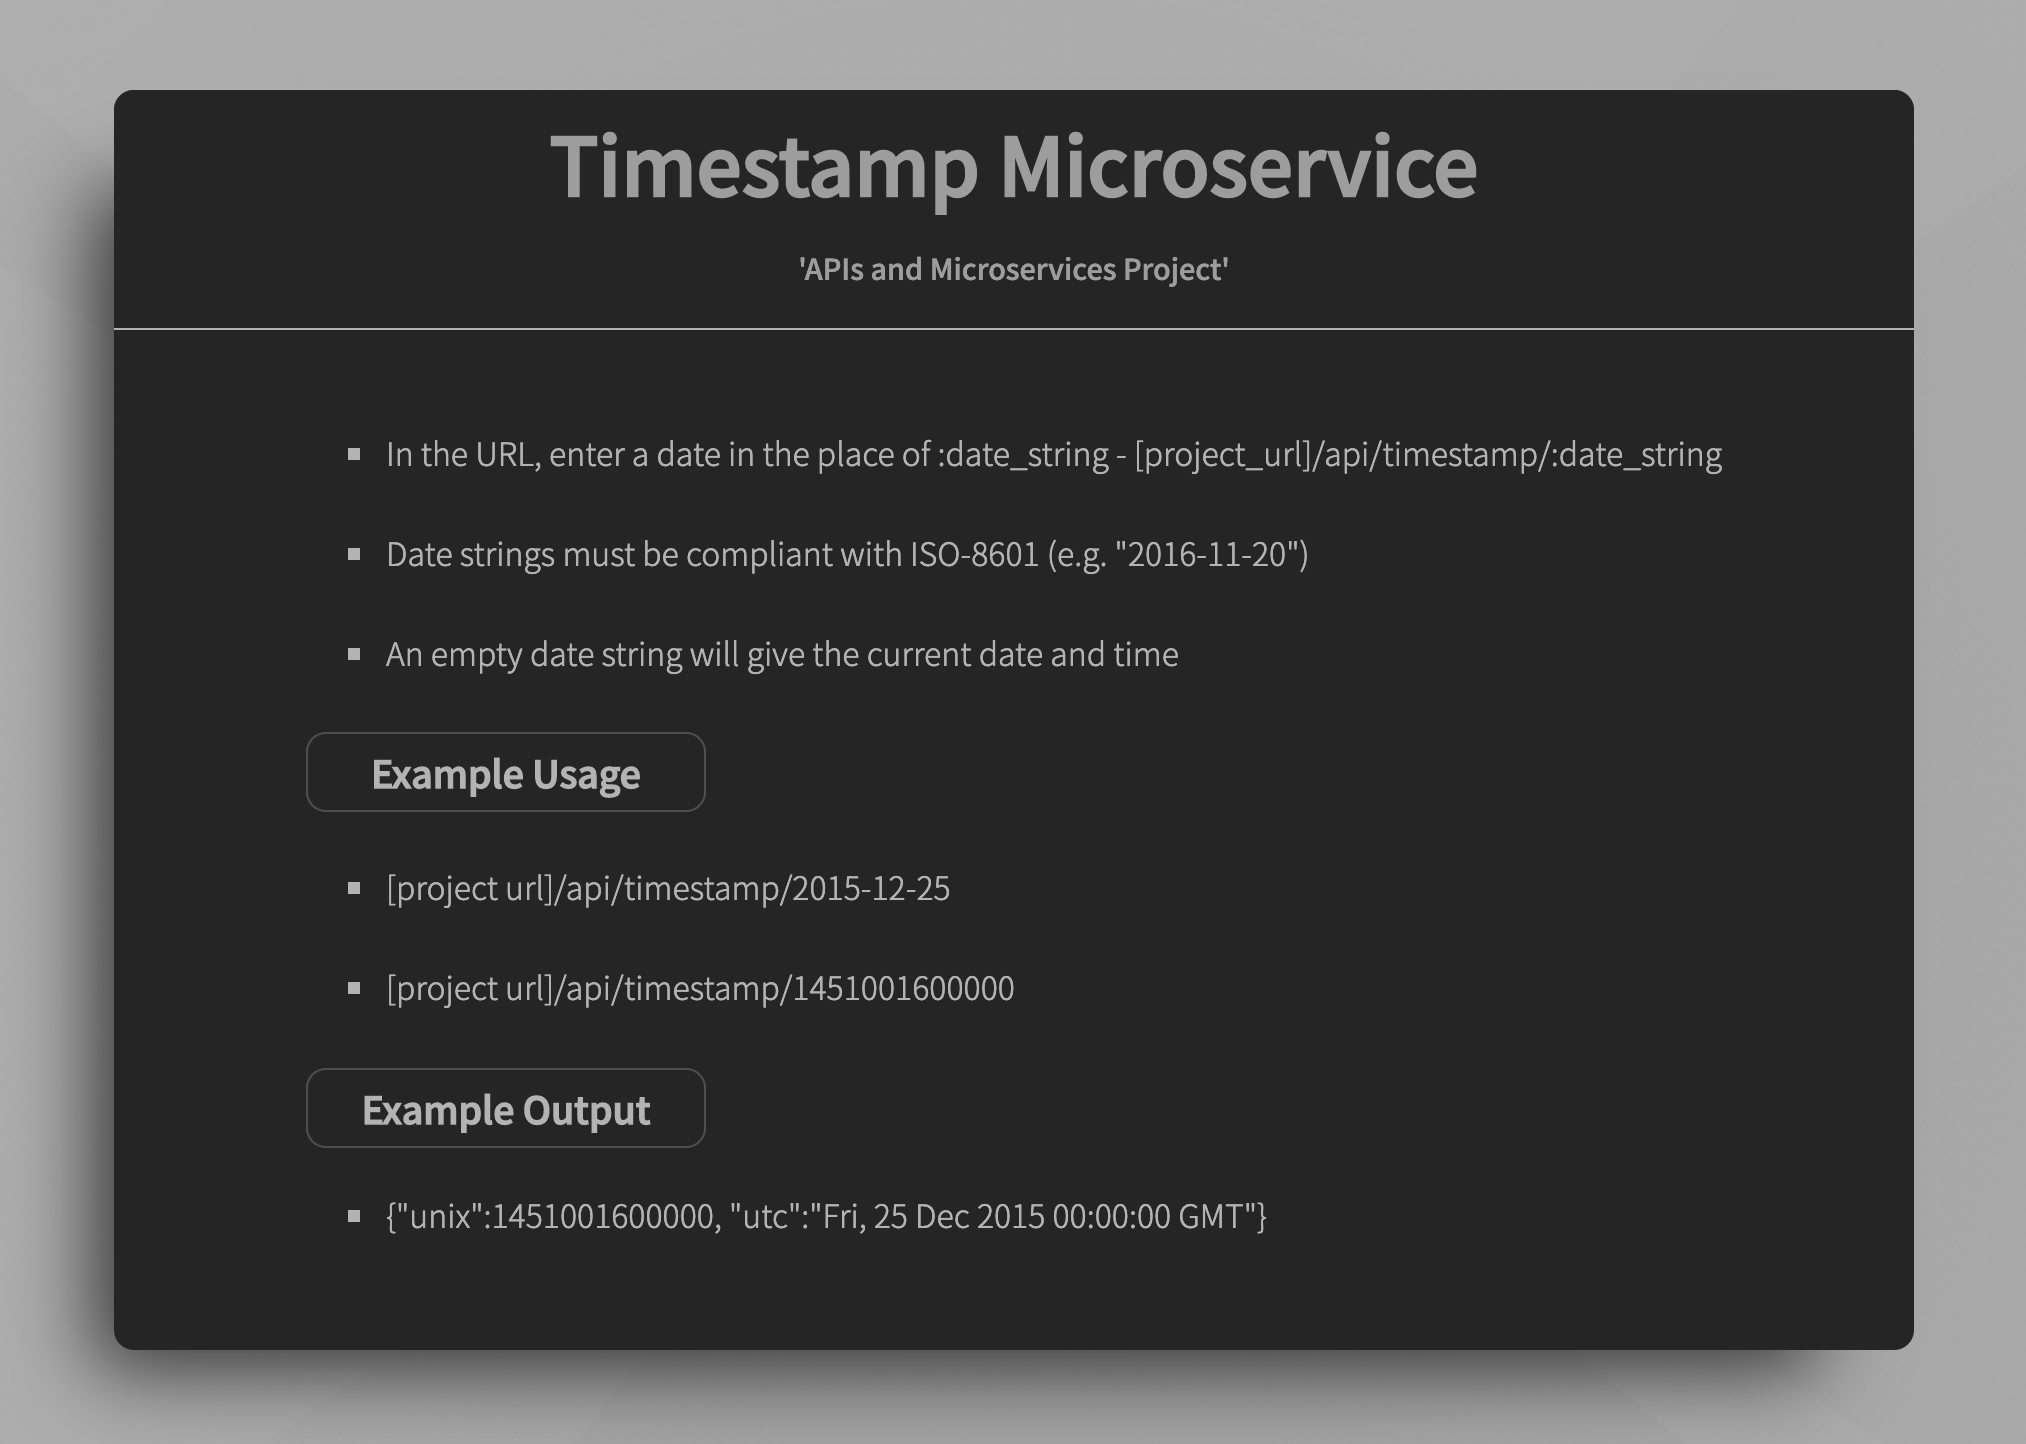 Timestamp Microservice
'APIs and Microservices Project'
In the URL, enter a date in the place of :date_string - [project_url]/api/timestamp/:date_string
Date strings must be compliant with ISO-8601 (e.g. "2016-11-20")
An empty date string will give the current date and time
Example Usage
[project url]/api/timestamp/2015-12-25
[project url]/api/timestamp/1451001600000
Example Output
{"unix":1451001600000, "utc":"Fri, 25 Dec 2015 00:00:00 GMT"}